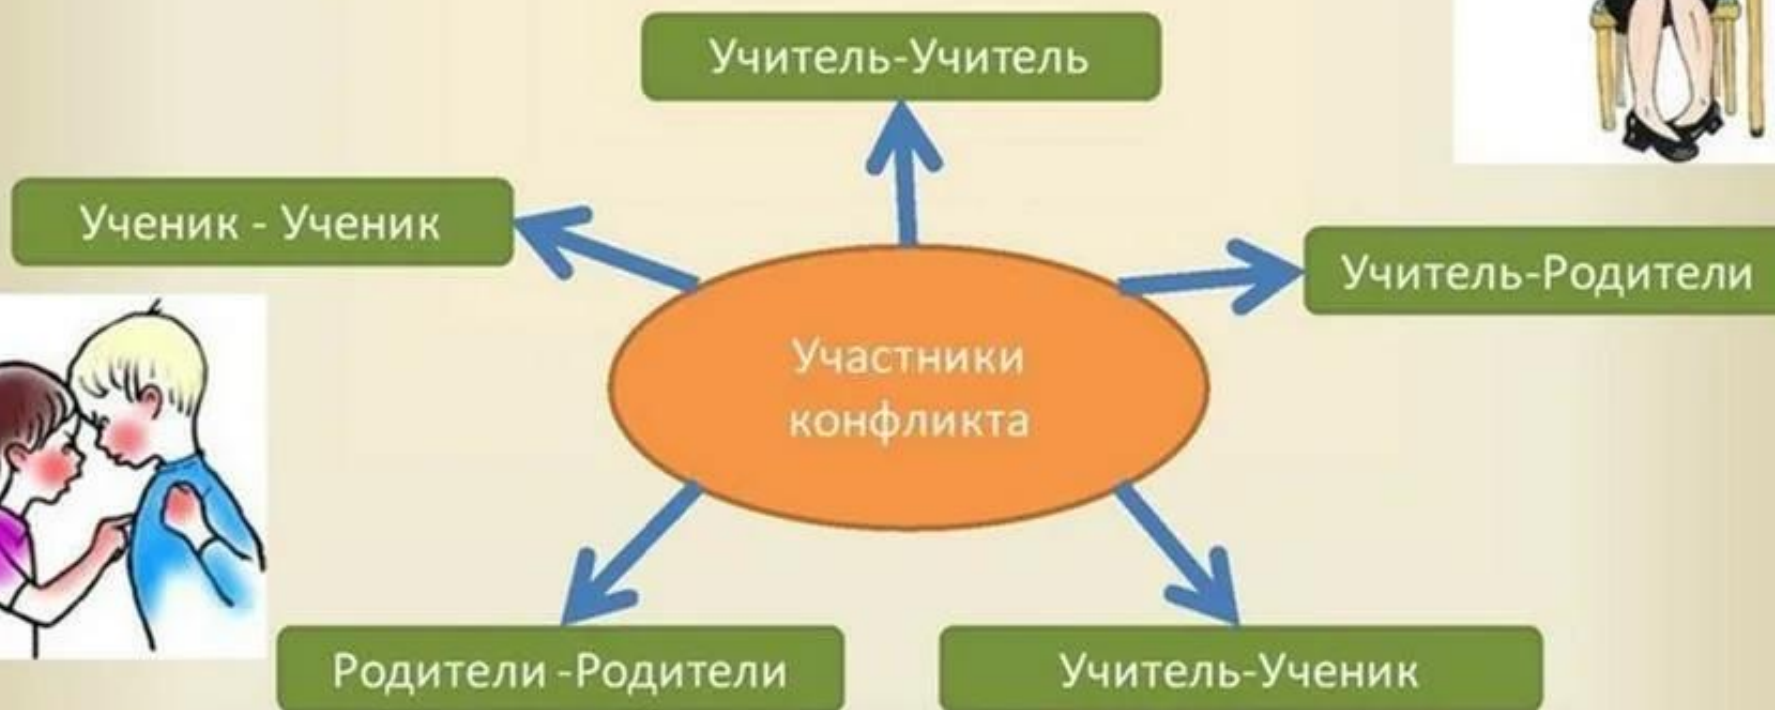 Учитель-Учитель
Ученик - Ученик
Учитель-Родители
Участники
конфликта
Родители -Родители
Учитель-Ученик